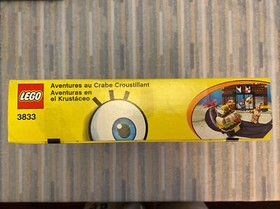 LEGO
3833
Aventures au Crabe Croustillant
Aventuras en
el Krustáceo